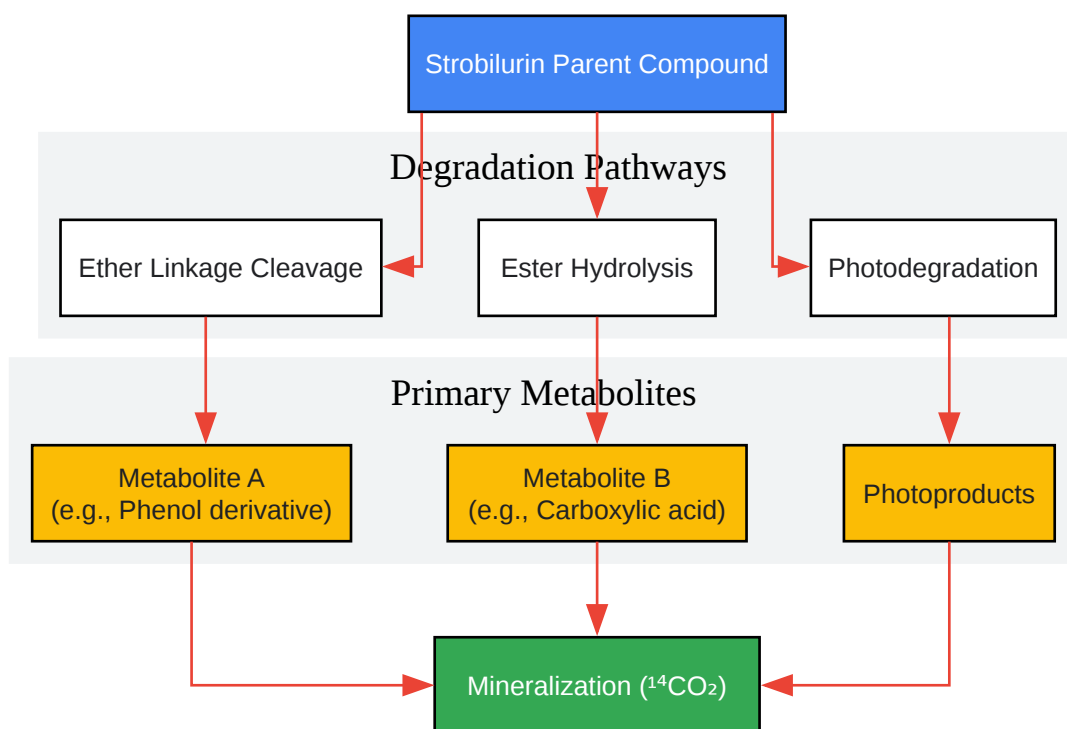 Strobilurin Parent Compound
Degradation Pathways
Ether Linkage Cleavage
Ester Hydrolysis
Photodegradation
Primary Metabolites
Metabolite A
(e.g., Phenol derivative)
Metabolite B
(e.g., Carboxylic acid)
Photoproducts
Mineralization (¹⁴CO₂)